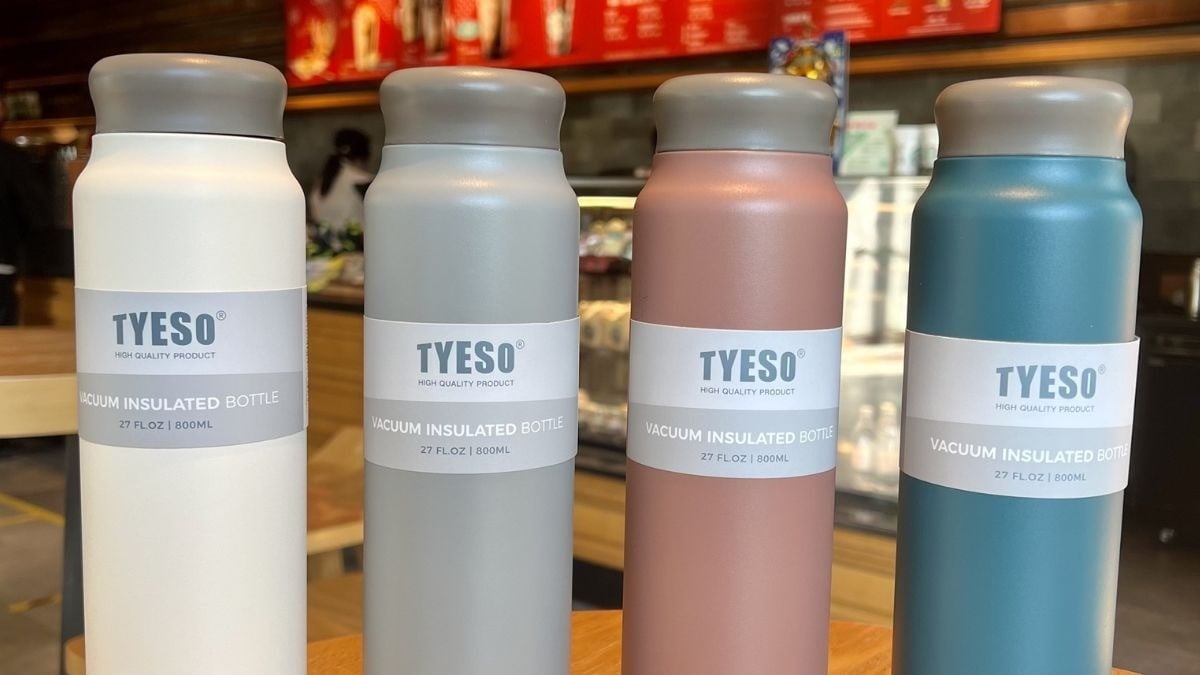 TYESO®
HIGH QUALITY PRODUCT
VACUUM INSULATED BOTTLE
27 FL.OZ | 800ML
TYESO®
HIGH QUALITY PRODUCT
VACUUM INSULATED BOTTLE
27 FL.OZ | 800ML
TYESO®
HIGH QUALITY PRODUCT
VACUUM INSULATED BOTTLE
27 FL.OZ | 800ML
TYESO®
HIGH QUALITY PRODUCT
VACUUM INSULATED BOTTLE
27 FL.OZ | 800ML